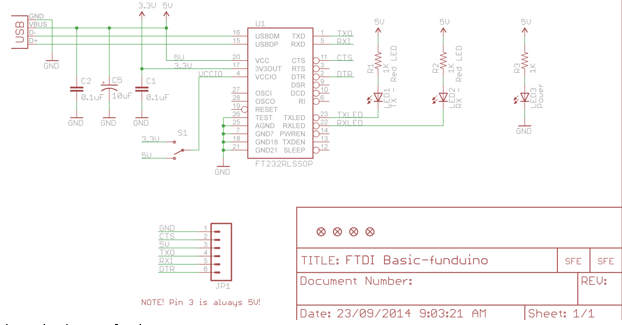 3.3V 5V
USB
GND
VBUS
D-
D+
GND
C2
0.1uF
GND
C5
10uF
GND
C1
0.1uF
GND
5V
3.3V
VCCIO
S1
3.3V
5V
U1
16 USBDM TXD 1 TXO
15 USBDP RXD 5 RXI
20 VCC CTS 11 CTS
17 3V3OUT RTS 3
4 VCCIO DTR 2 DTR
DSR 9
27 OSCI DCD 10
28 OSCO RI 6
19 RESET
26 TEST TXLED 23 TXLED
25 AGND RXLED 22 RXLED
7 GND7 PWREN 14
18 GND18 TXDEN 13
21 GND21 SLEEP 12
FT232RLSSOP
GND
5V
R1
1K
LED1
TX - Red LED
5V
R2
1K
LED2
RX - Red LED
5V
R3
1K
LED3
power
GND
GND 1
CTS 2
5V 3
TXO 4
RXI 5
DTR 6
JP1
NOTE! Pin 3 is always 5V!
TITLE: FTDI Basic-funduino SFE SFE
Document Number: REV:
Date: 23/09/2014 9:03:21 AM Sheet: 1/1